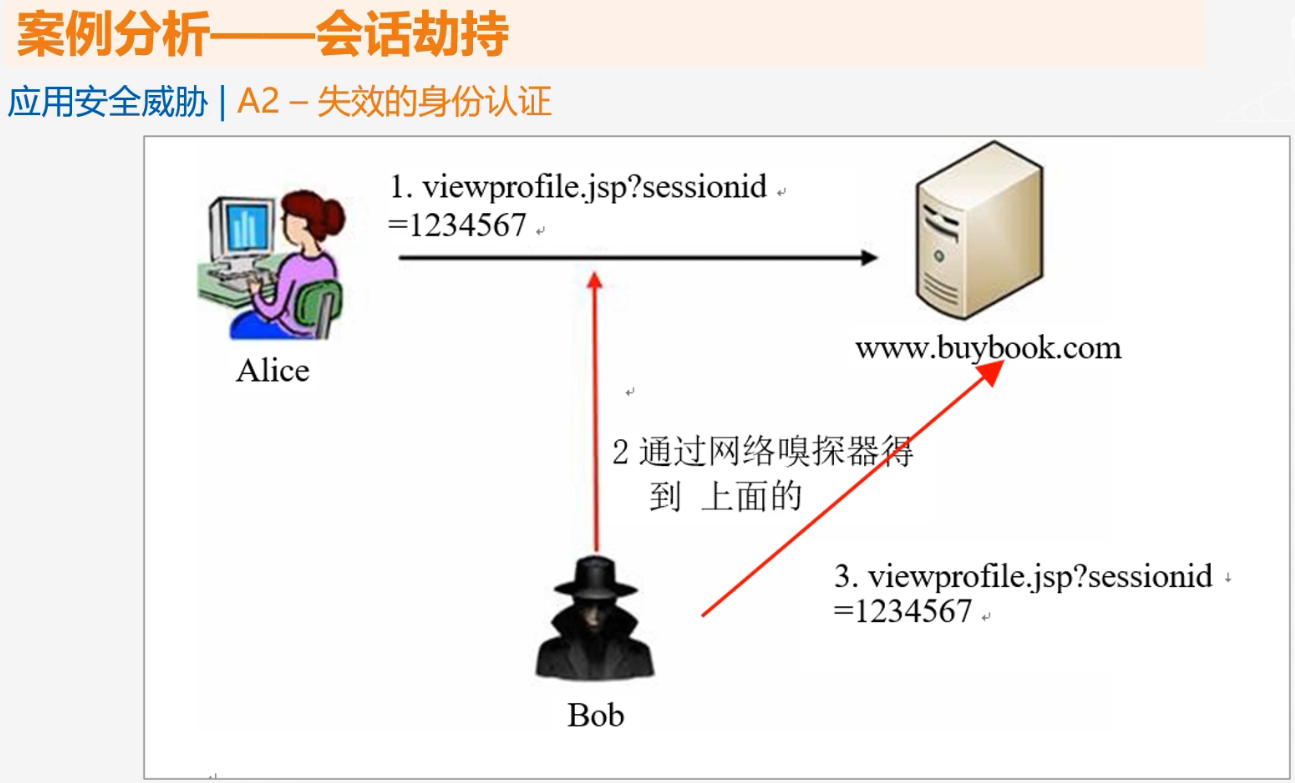 案例分析——会话劫持
应用安全威胁 | A2 – 失效的身份认证
1. viewprofile.jsp?sessionid
=1234567
www.buybook.com
Alice
2 通过网络嗅探器得
到 上面的
3. viewprofile.jsp?sessionid
=1234567
Bob